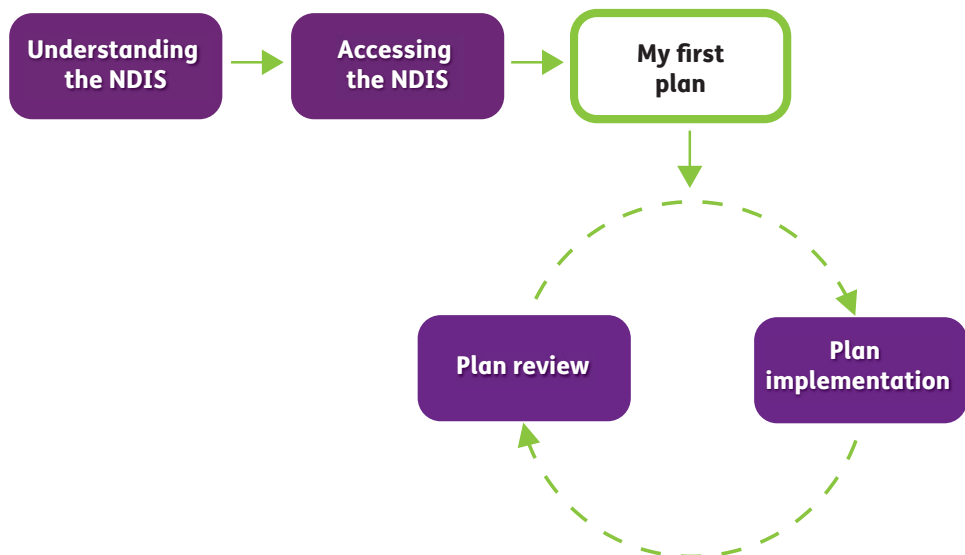 Understanding
the NDIS
Accessing
the NDIS
My first
plan
Plan review
Plan
implementation